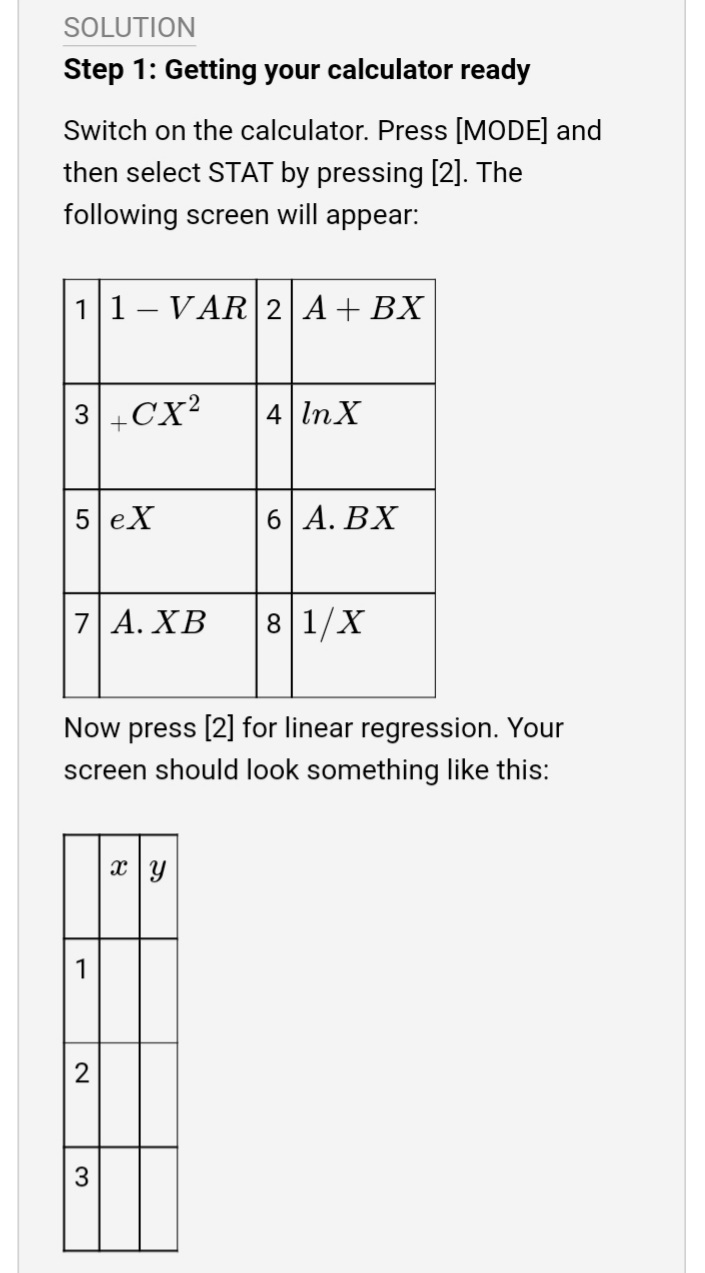 SOLUTION
Step 1: Getting your calculator ready
Switch on the calculator. Press [MODE] and
then select STAT by pressing [2]. The
following screen will appear:
1 1 − VAR 2 A + BX
3 ₊CX² 4 lnX
5 eX 6 A. BX
7 A. XB 8 1/X
Now press [2] for linear regression. Your
screen should look something like this:
x y
1
2
3